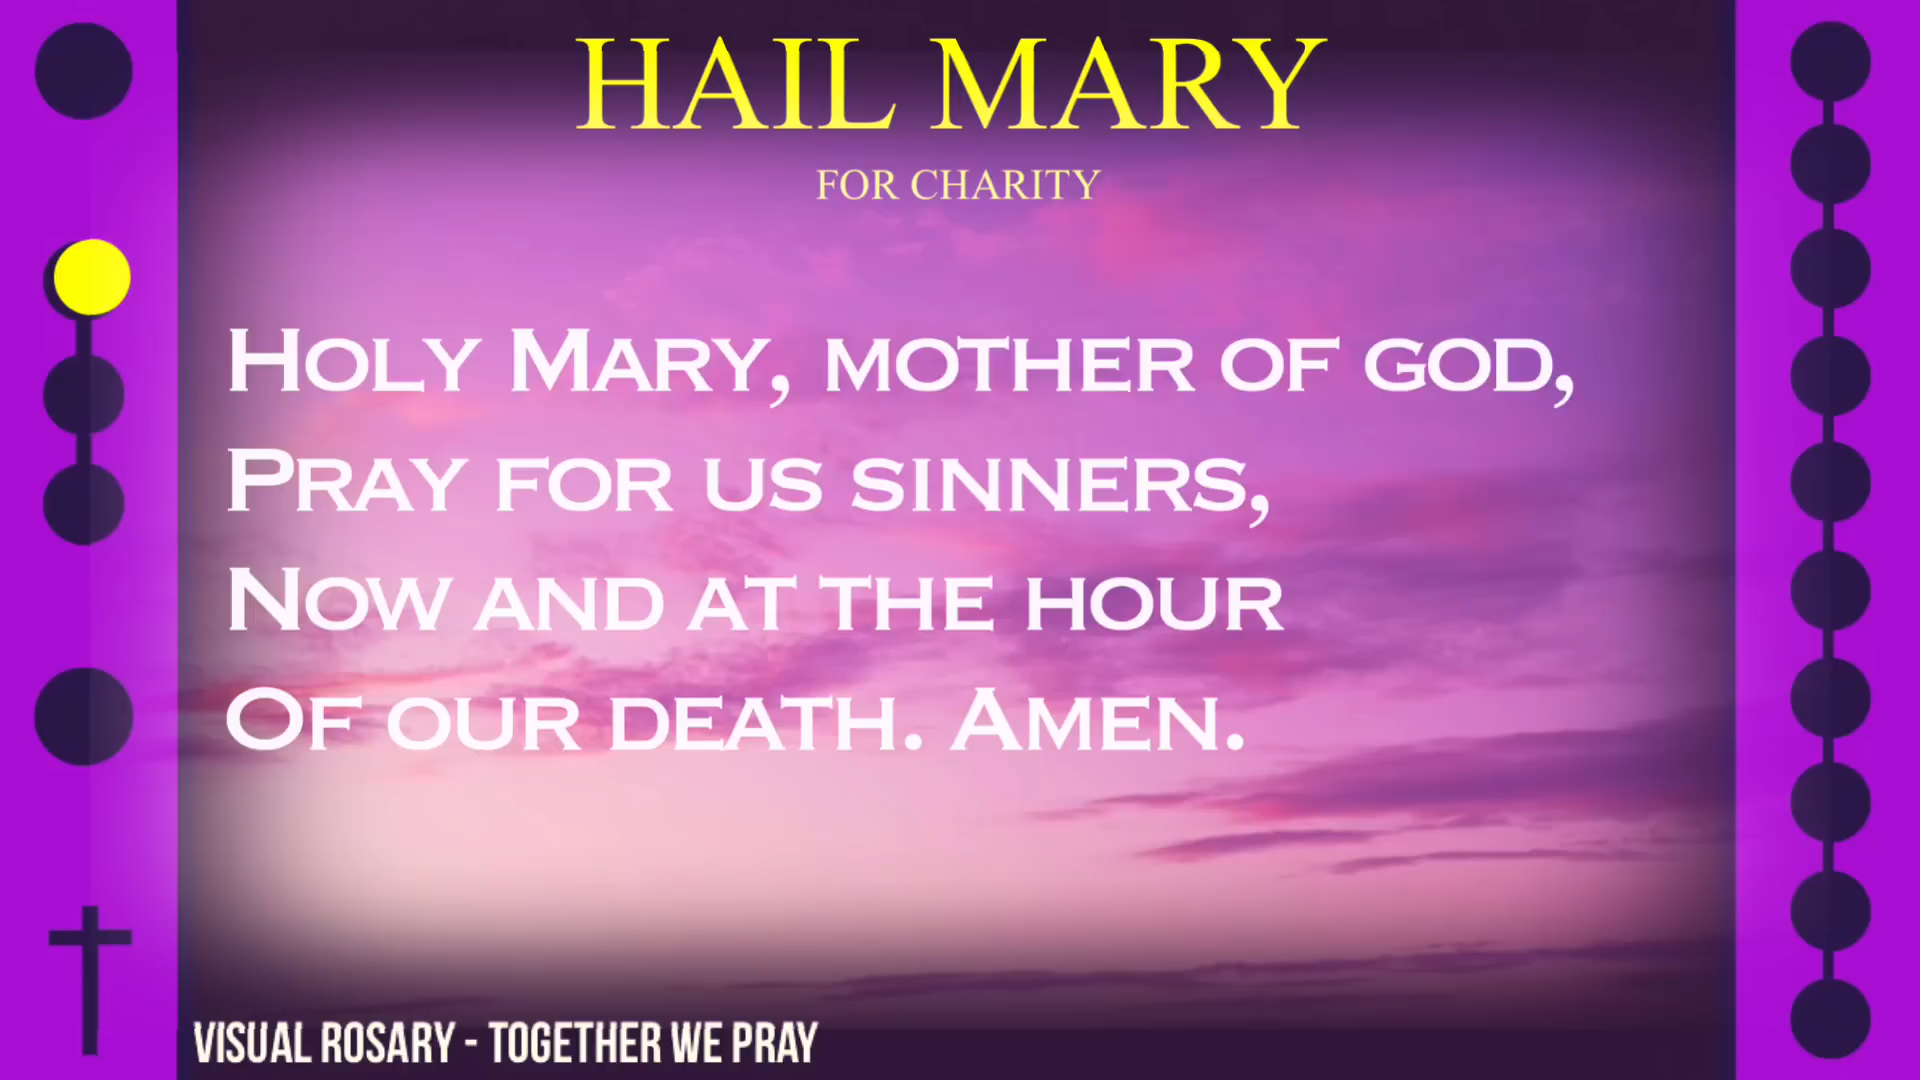 HAIL MARY
FOR CHARITY
Holy Mary, mother of god,
Pray for us sinners,
Now and at the hour
Of our death. Amen.
VISUAL ROSARY - TOGETHER WE PRAY